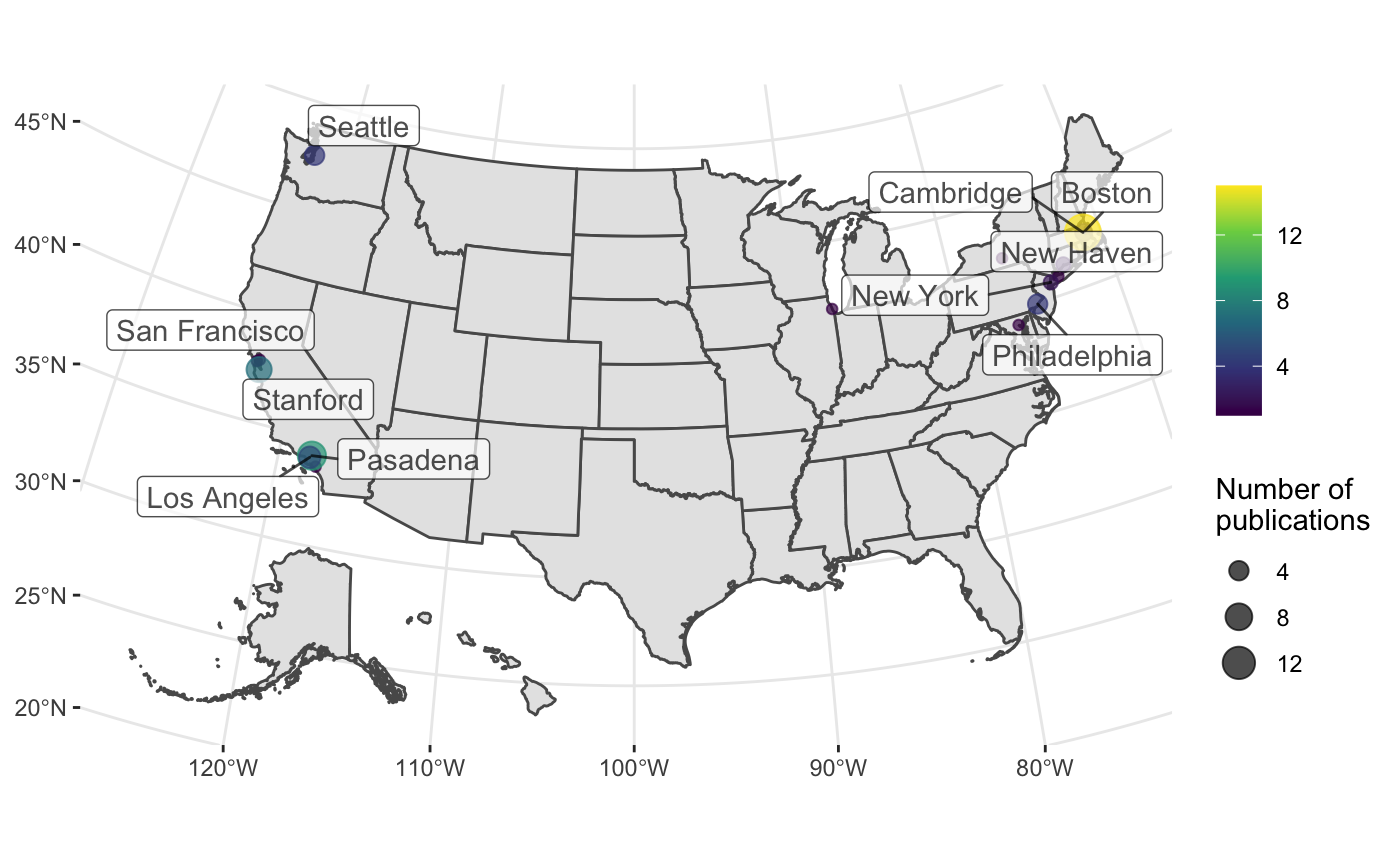 45°N
40°N
35°N
30°N
25°N
20°N
120°W
110°W
100°W
90°W
80°W
Seattle
Cambridge
Boston
New Haven
New York
Philadelphia
San Francisco
Stanford
Pasadena
Los Angeles
12
8
4
Number of
publications
4
8
12